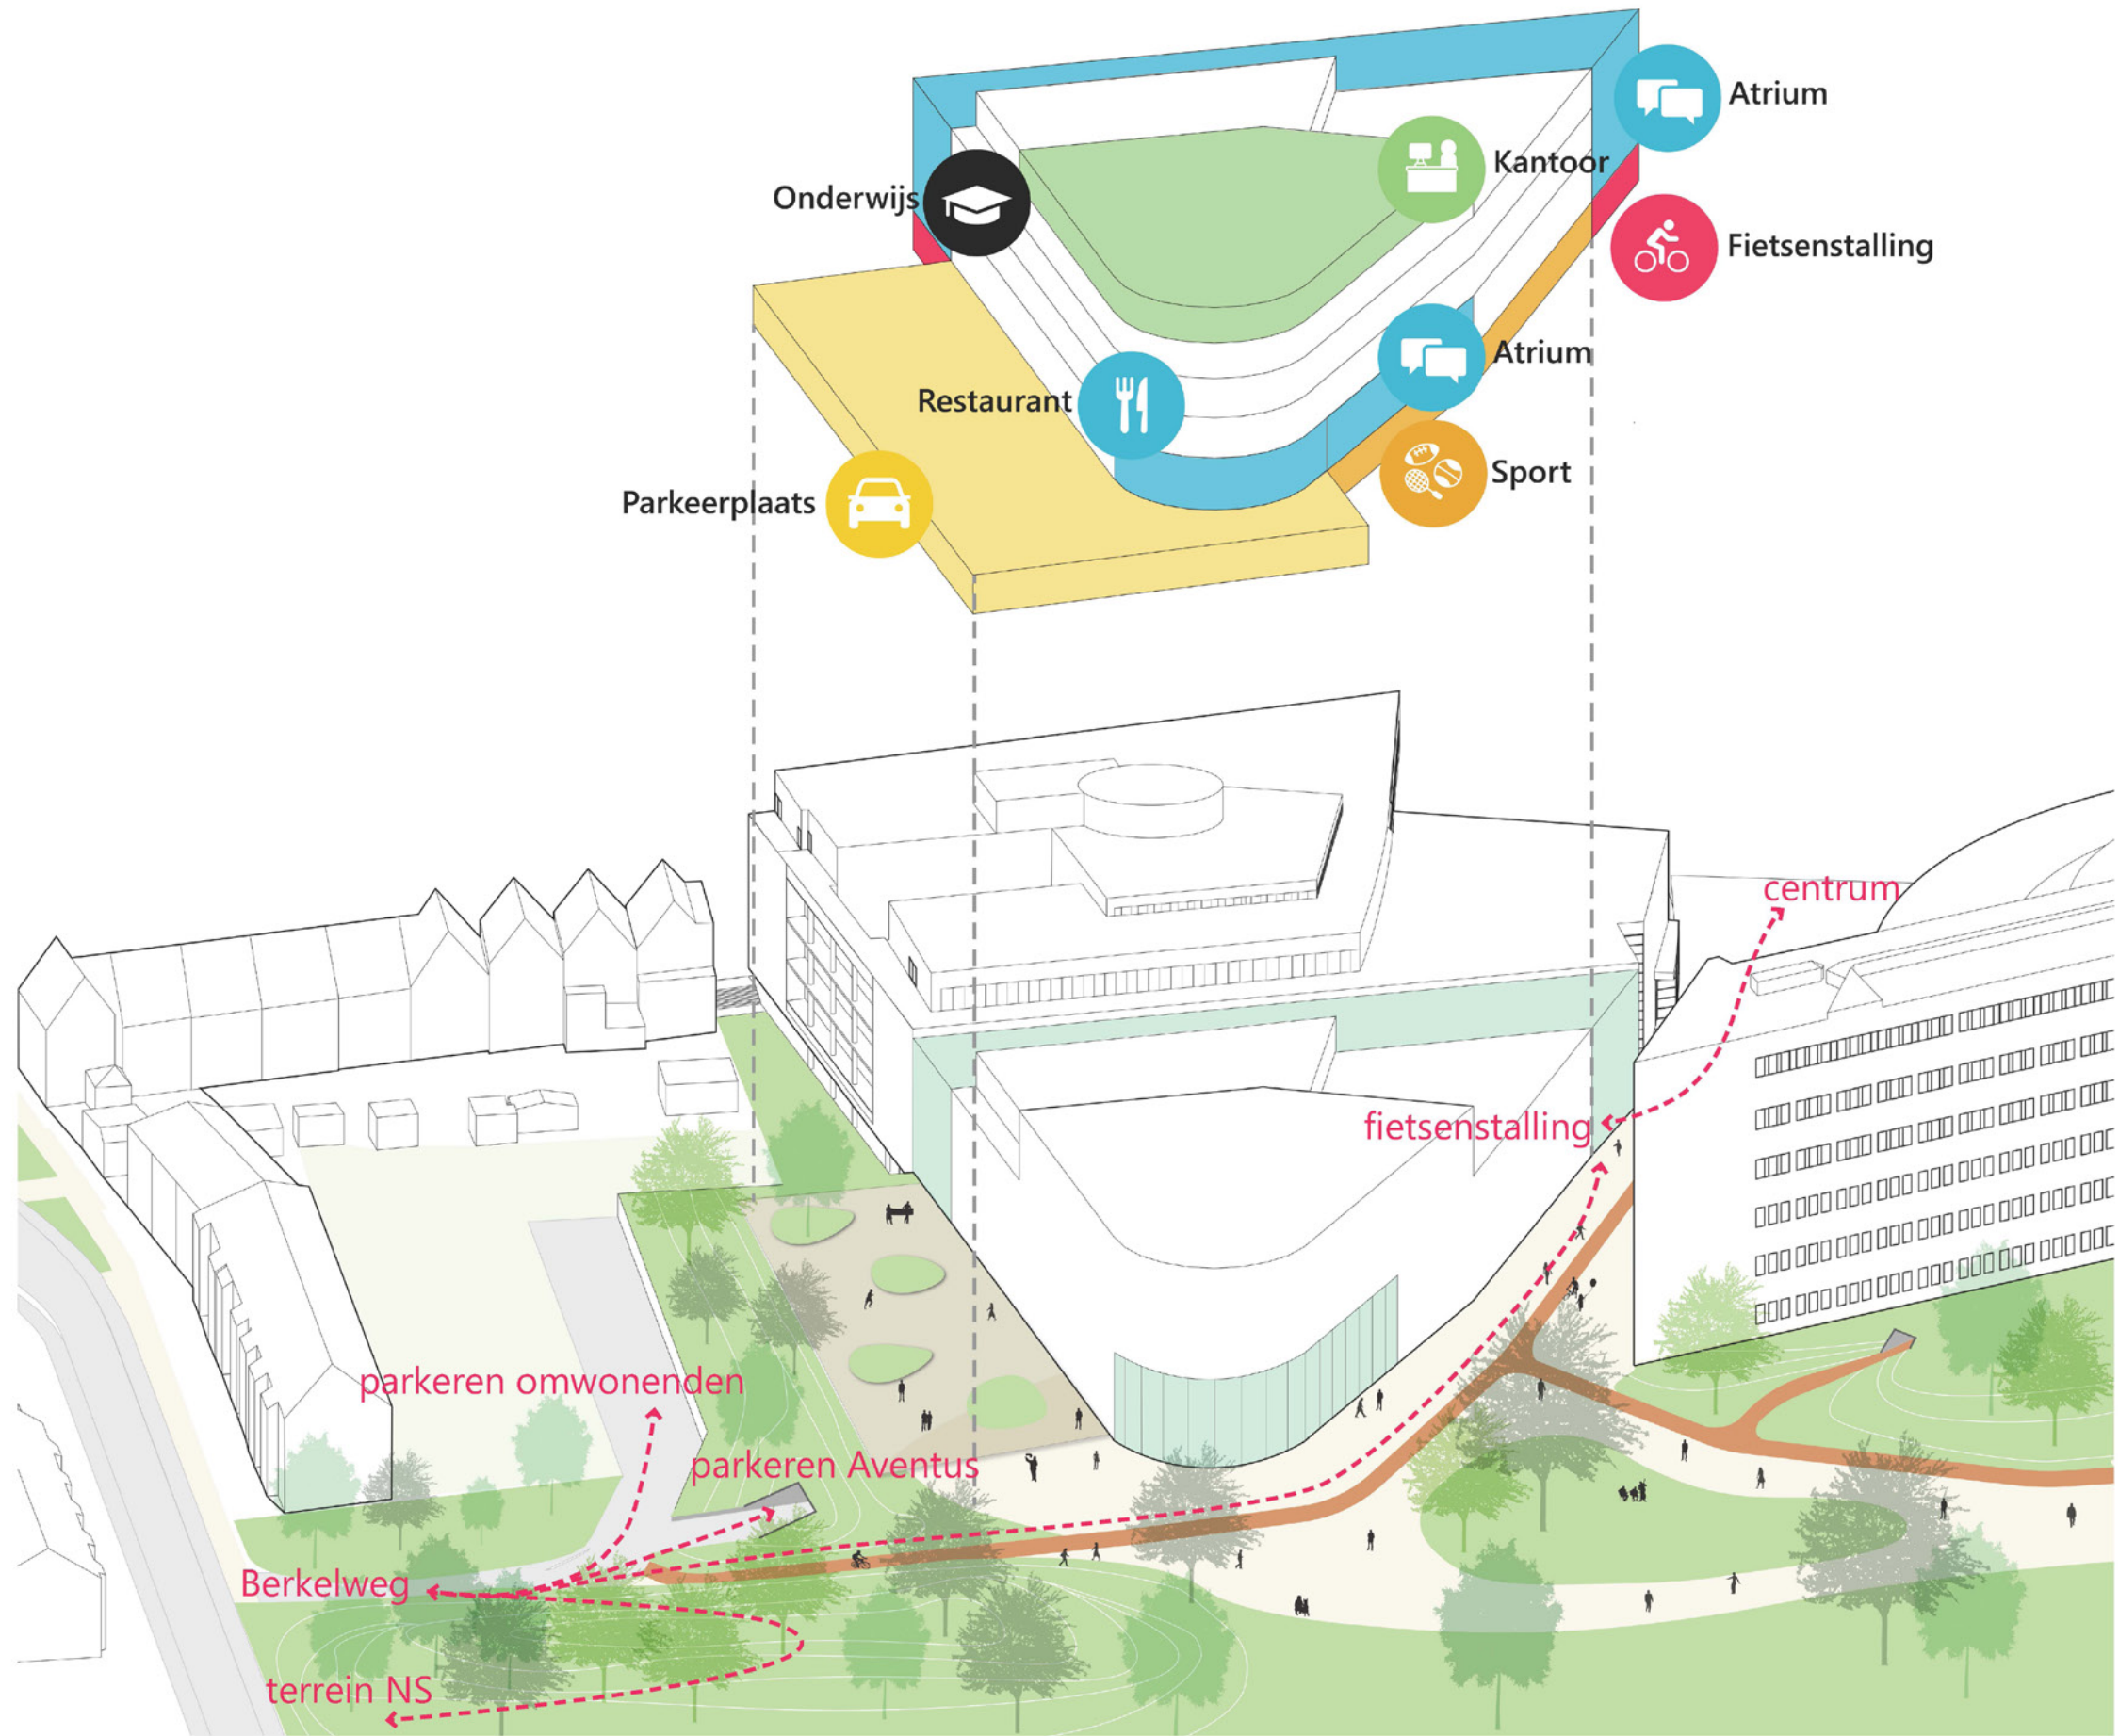 Atrium
Kantoor
Onderwijs
Fietsenstalling
Atrium
Restaurant
Sport
Parkeerplaats
centrum
fietsenstalling
parkeren omwonenden
parkeren Aventus
Berkelweg
terrein NS